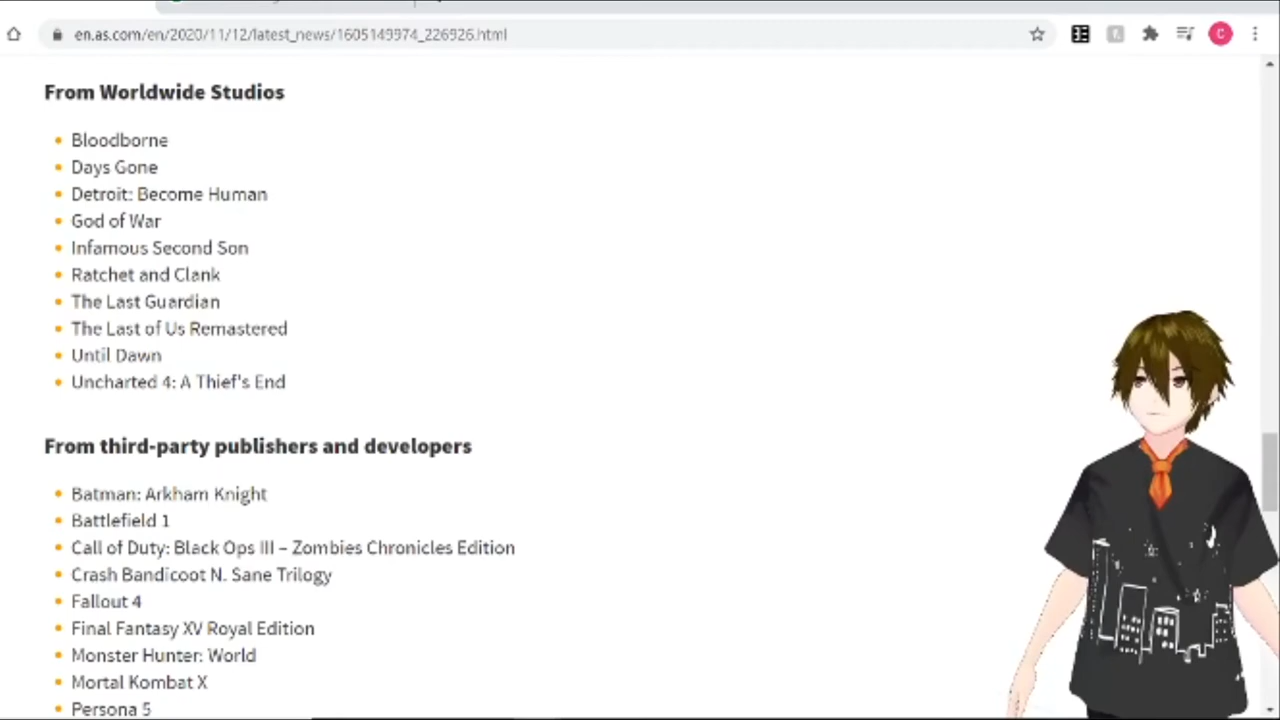 en.as.com/en/2020/11/12/latest_news/1605149974_226926.html
C
From Worldwide Studios
Bloodborne
Days Gone
Detroit: Become Human
God of War
Infamous Second Son
Ratchet and Clank
The Last Guardian
The Last of Us Remastered
Until Dawn
Uncharted 4: A Thief's End
From third-party publishers and developers
Batman: Arkham Knight
Battlefield 1
Call of Duty: Black Ops III – Zombies Chronicles Edition
Crash Bandicoot N. Sane Trilogy
Fallout 4
Final Fantasy XV Royal Edition
Monster Hunter: World
Mortal Kombat X
Persona 5